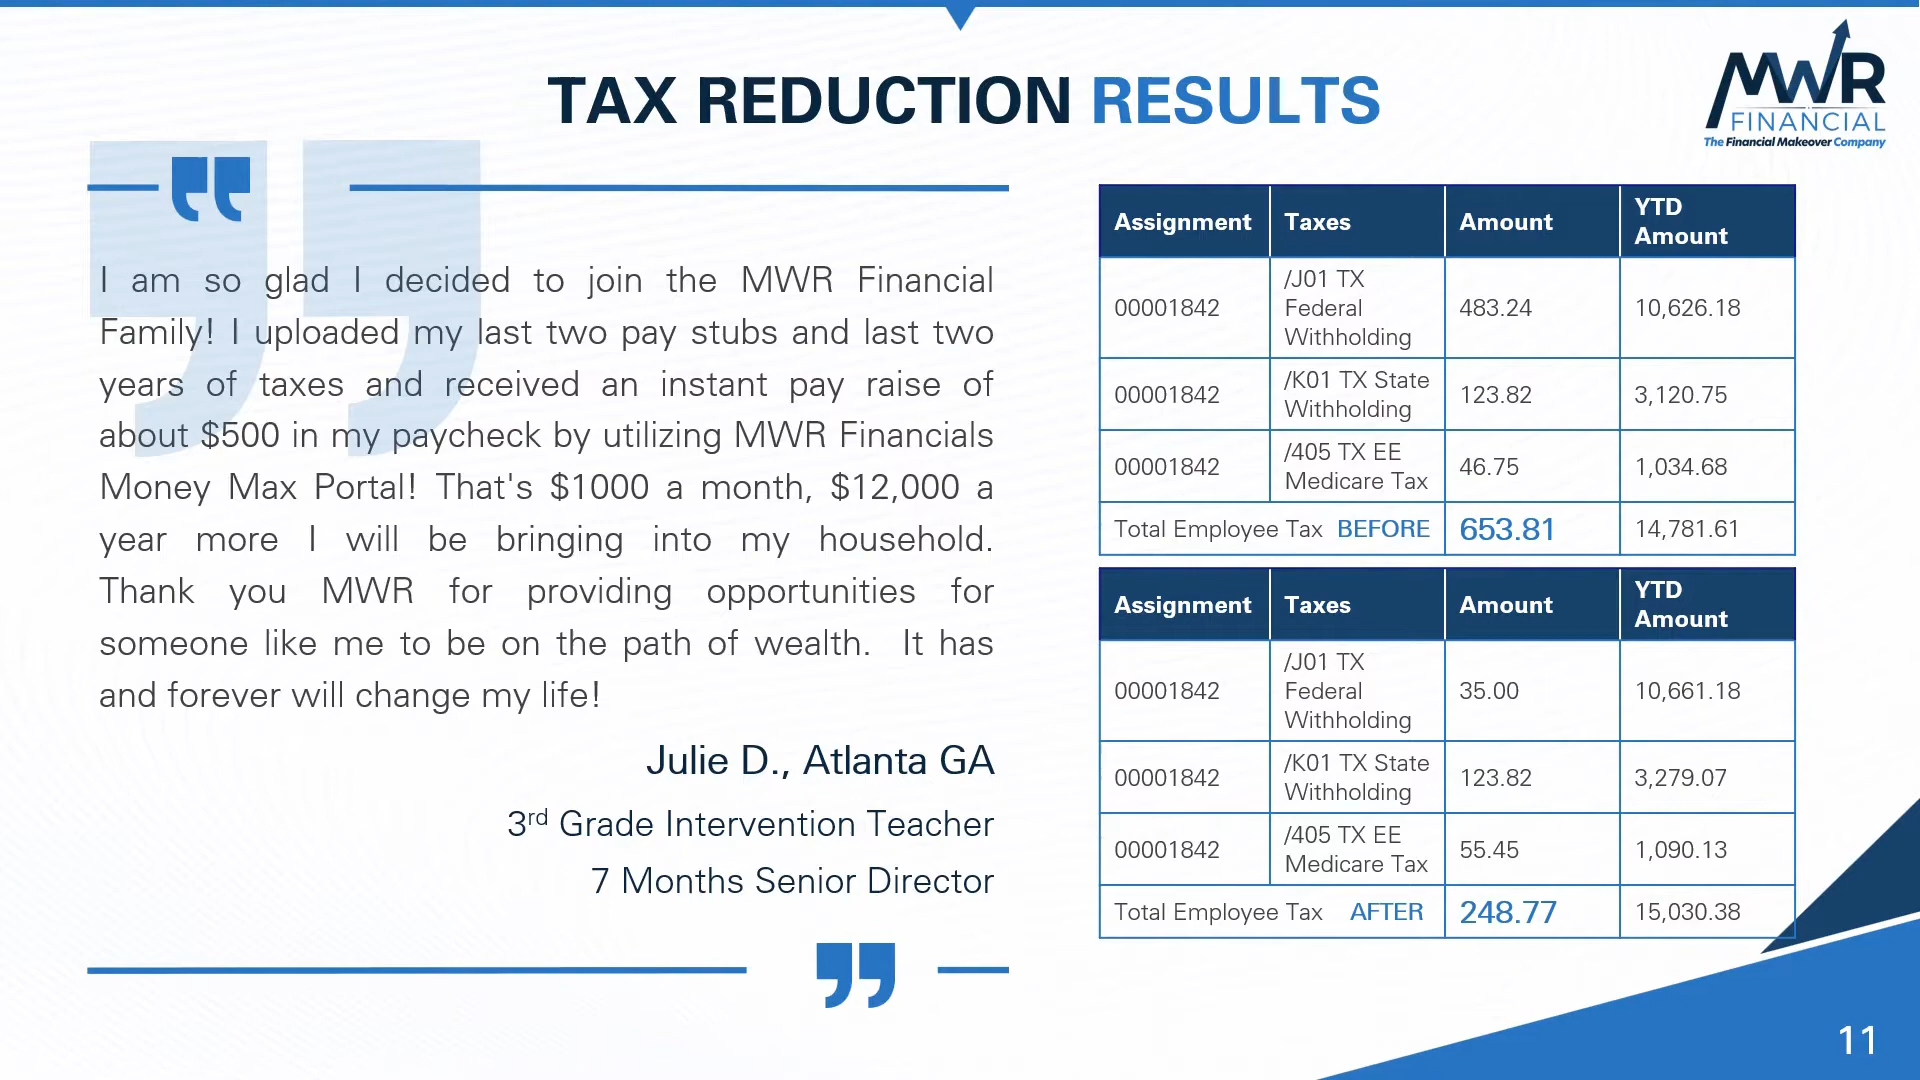 TAX REDUCTION RESULTS
MWR
FINANCIAL
The Financial Makeover Company
I am so glad I decided to join the MWR Financial
Family! I uploaded my last two pay stubs and last two
years of taxes and received an instant pay raise of
about $500 in my paycheck by utilizing MWR Financials
Money Max Portal! That's $1000 a month, $12,000 a
year more I will be bringing into my household.
Thank you MWR for providing opportunities for
someone like me to be on the path of wealth. It has
and forever will change my life!
Julie D., Atlanta GA
3rd Grade Intervention Teacher
7 Months Senior Director
Assignment Taxes Amount YTD Amount
00001842 /J01 TX Federal Withholding 483.24 10,626.18
00001842 /K01 TX State Withholding 123.82 3,120.75
00001842 /405 TX EE Medicare Tax 46.75 1,034.68
Total Employee Tax BEFORE 653.81 14,781.61
Assignment Taxes Amount YTD Amount
00001842 /J01 TX Federal Withholding 35.00 10,661.18
00001842 /K01 TX State Withholding 123.82 3,279.07
00001842 /405 TX EE Medicare Tax 55.45 1,090.13
Total Employee Tax AFTER 248.77 15,030.38
11